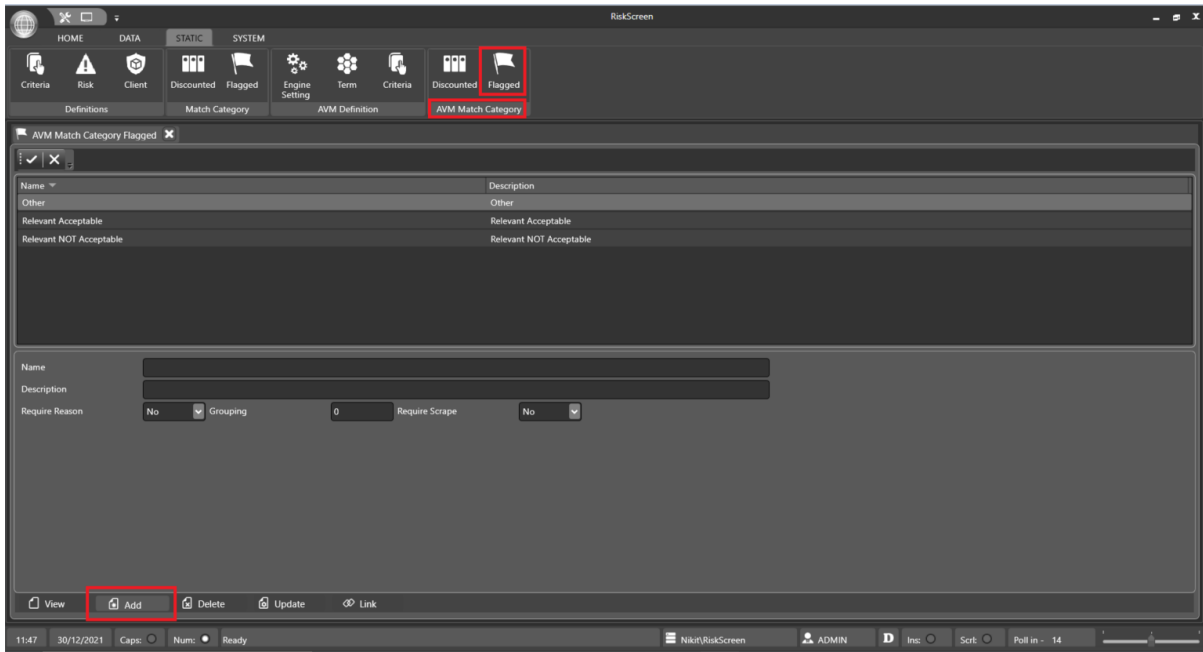 RiskScreen
HOME DATA STATIC SYSTEM
Criteria Risk Client Discounted Flagged Engine Setting Term Criteria Discounted Flagged
Definitions Match Category AVM Definition AVM Match Category
AVM Match Category Flagged
Name Description
Other Other
Relevant Acceptable Relevant Acceptable
Relevant NOT Acceptable Relevant NOT Acceptable
Name
Description
Require Reason No Grouping 0 Require Scrape No
View Add Delete Update Link
11:47 30/12/2021 Caps: Num: Ready Nikit\RiskScreen ADMIN D Ins: Scrl: Poll in - 14